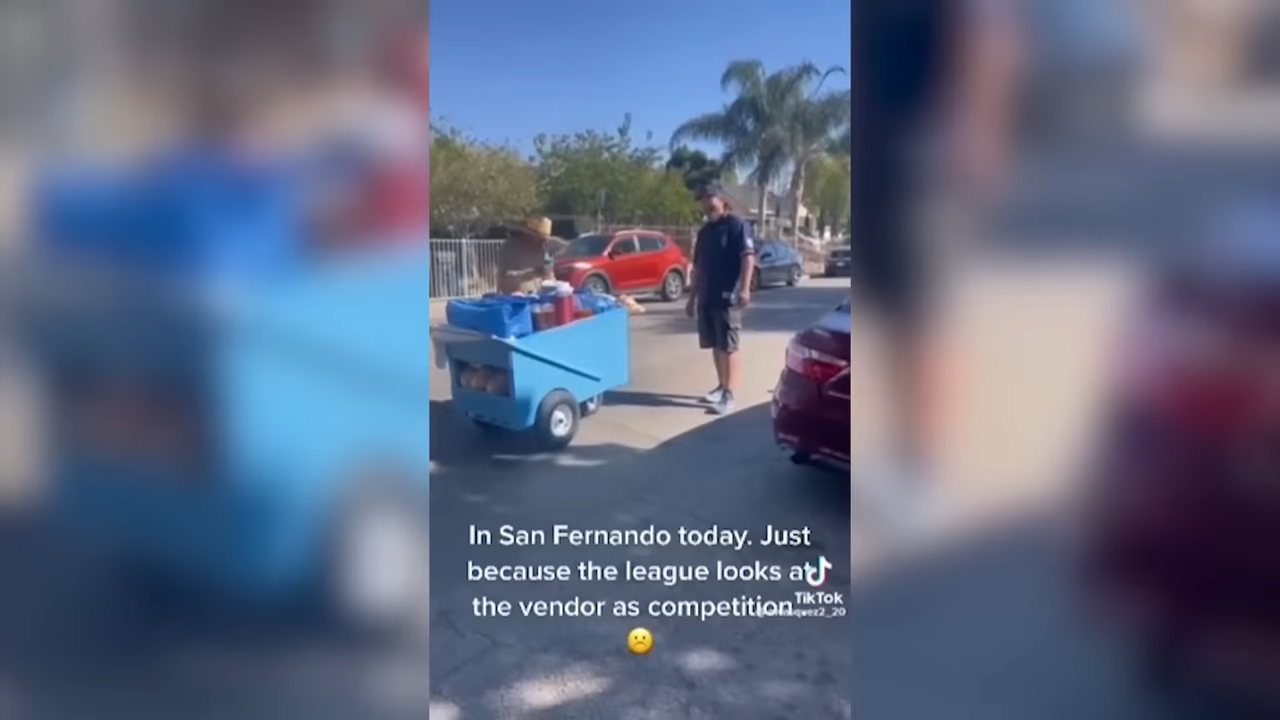 In San Fernando today. Just
because the league looks at
the vendor as competition.
TikTok